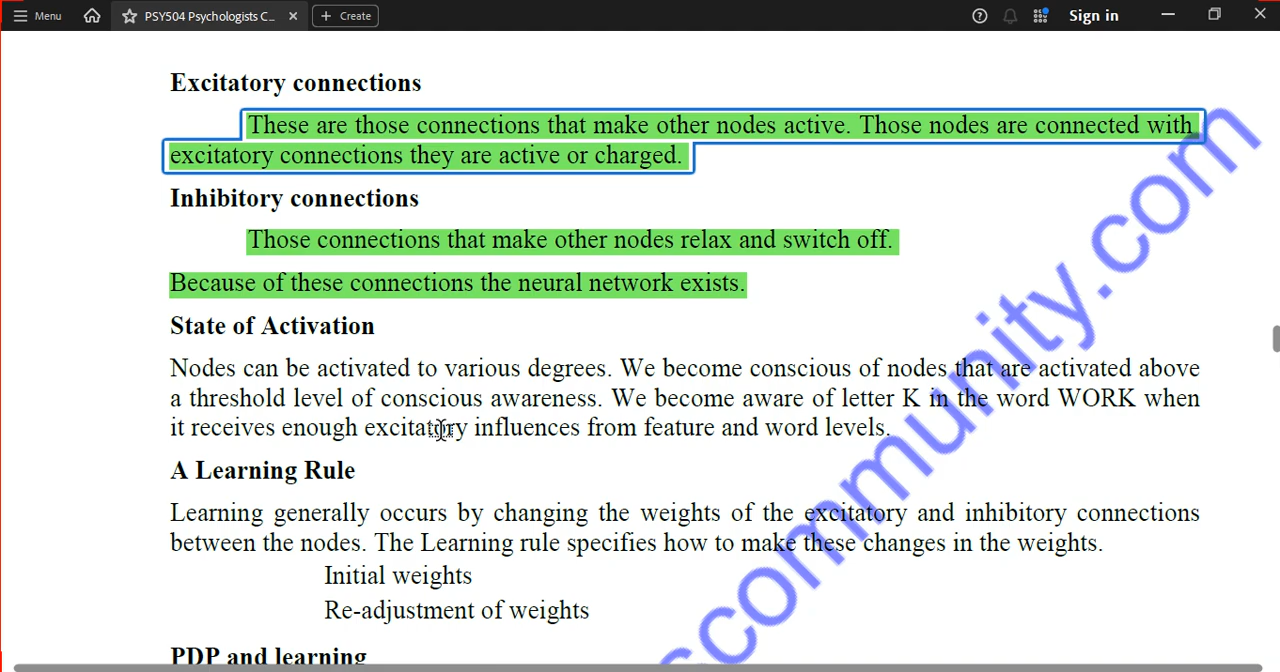 Menu
PSY504 Psychologists C...
Create
Sign in
Excitatory connections
These are those connections that make other nodes active. Those nodes are connected with
excitatory connections they are active or charged.
Inhibitory connections
Those connections that make other nodes relax and switch off.
Because of these connections the neural network exists.
State of Activation
Nodes can be activated to various degrees. We become conscious of nodes that are activated above
a threshold level of conscious awareness. We become aware of letter K in the word WORK when
it receives enough excitatory influences from feature and word levels.
A Learning Rule
Learning generally occurs by changing the weights of the excitatory and inhibitory connections
between the nodes. The Learning rule specifies how to make these changes in the weights.
Initial weights
Re-adjustment of weights
PDP and learning
scommunity.com